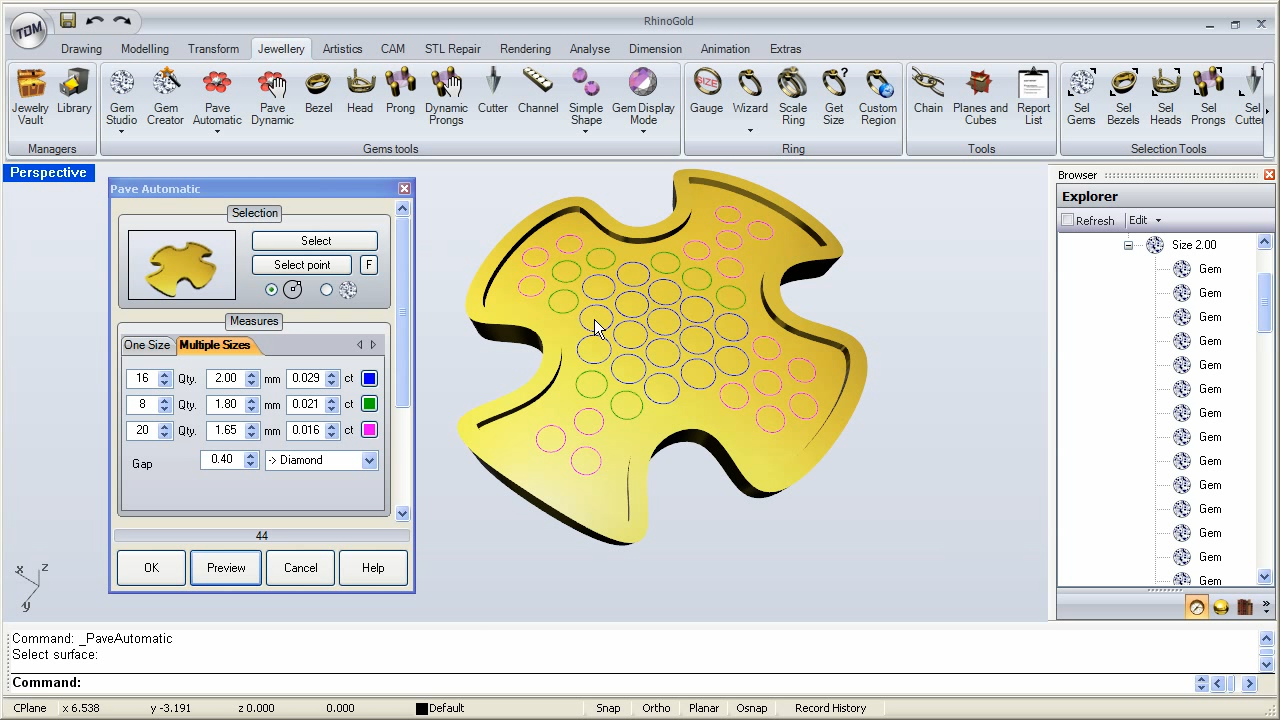 RhinoGold
TDM
Drawing Modelling Transform Jewellery Artistics CAM STL Repair Rendering Analyse Dimension Animation Extras
Jewelry Vault
Library
Managers
Gem Studio
Gem Creator
Pave Automatic
Pave Dynamic
Bezel
Head
Prong
Dynamic Prongs
Cutter
Channel
Simple Shape
Gem Display Mode
Gems tools
SIZE
Gauge
Wizard
Scale Ring
Get Size
Custom Region
Ring
Chain
Planes and Cubes
Report List
Tools
Sel Gems
Sel Bezels
Sel Heads
Sel Prongs
Sel Cutter
Selection Tools
Perspective
Pave Automatic
Selection
Select
Select point F
Measures
One Size Multiple Sizes
16 Qty. 2.00 mm 0.029 ct
8 Qty. 1.80 mm 0.021 ct
20 Qty. 1.65 mm 0.016 ct
Gap 0.40 -> Diamond
44
OK Preview Cancel Help
x z
y
Browser
Explorer
Refresh Edit
Size 2.00
Gem
Gem
Gem
Gem
Gem
Gem
Gem
Gem
Gem
Gem
Gem
Gem
Gem
Gem
Command: _PaveAutomatic
Select surface:
Command:
CPlane x 6.538 y -3.191 z 0.000 0.000 Default Snap Ortho Planar Osnap Record History